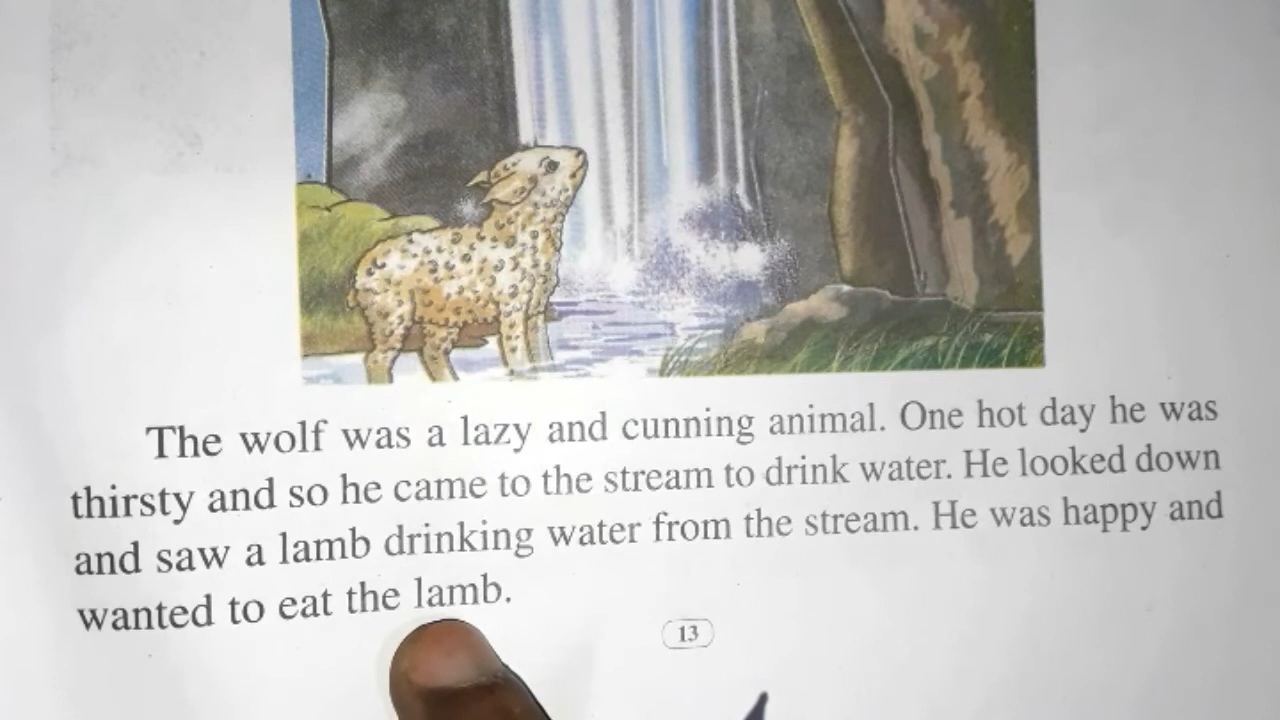 The wolf was a lazy and cunning animal. One hot day he was
thirsty and so he came to the stream to drink water. He looked down
and saw a lamb drinking water from the stream. He was happy and
wanted to eat the lamb.
13